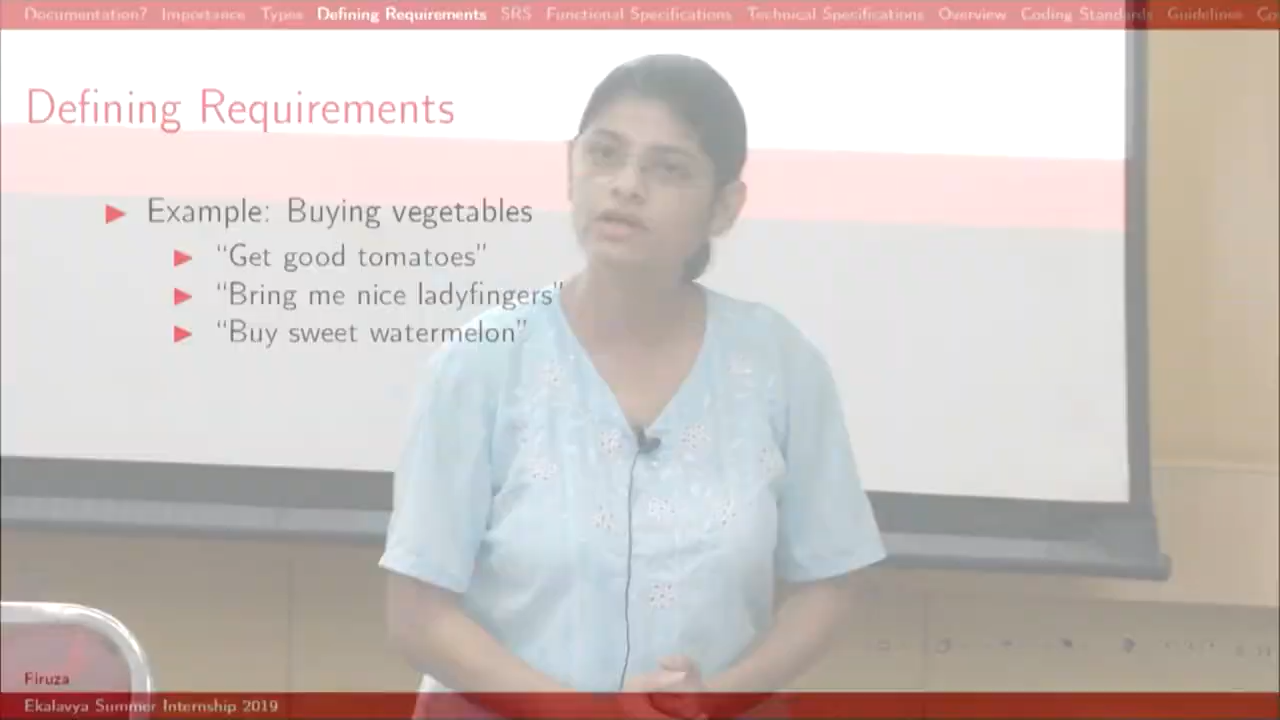 Documentation? Importance Types Defining Requirements SRS Functional Specifications Technical Specifications Overview Coding Standards Guidelines Co
Defining Requirements
Example: Buying vegetables
“Get good tomatoes”
“Bring me nice ladyfingers”
“Buy sweet watermelon”
Firuza
Ekalavya Summer Internship 2019